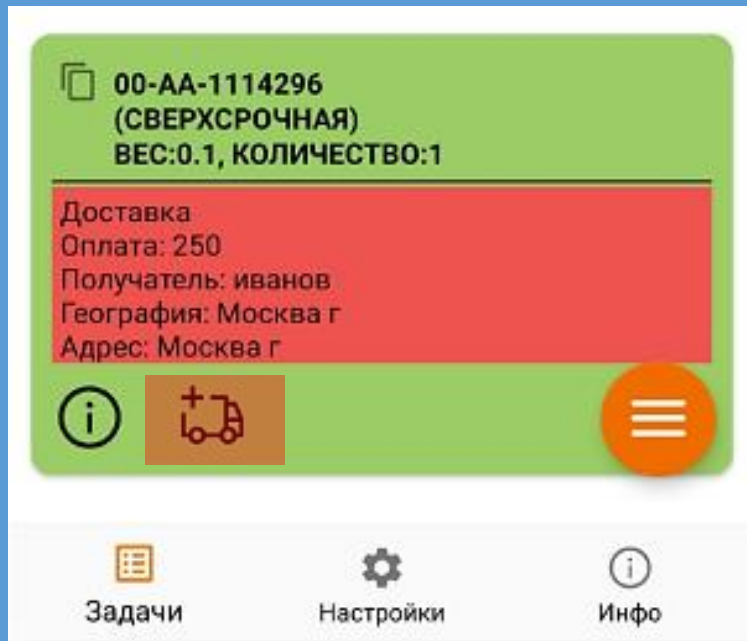 00-АА-1114296
(СВЕРХСРОЧНАЯ)
ВЕС:0.1, КОЛИЧЕСТВО:1
Доставка
Оплата: 250
Получатель: иванов
География: Москва г
Адрес: Москва г
Задачи
Настройки
Инфо